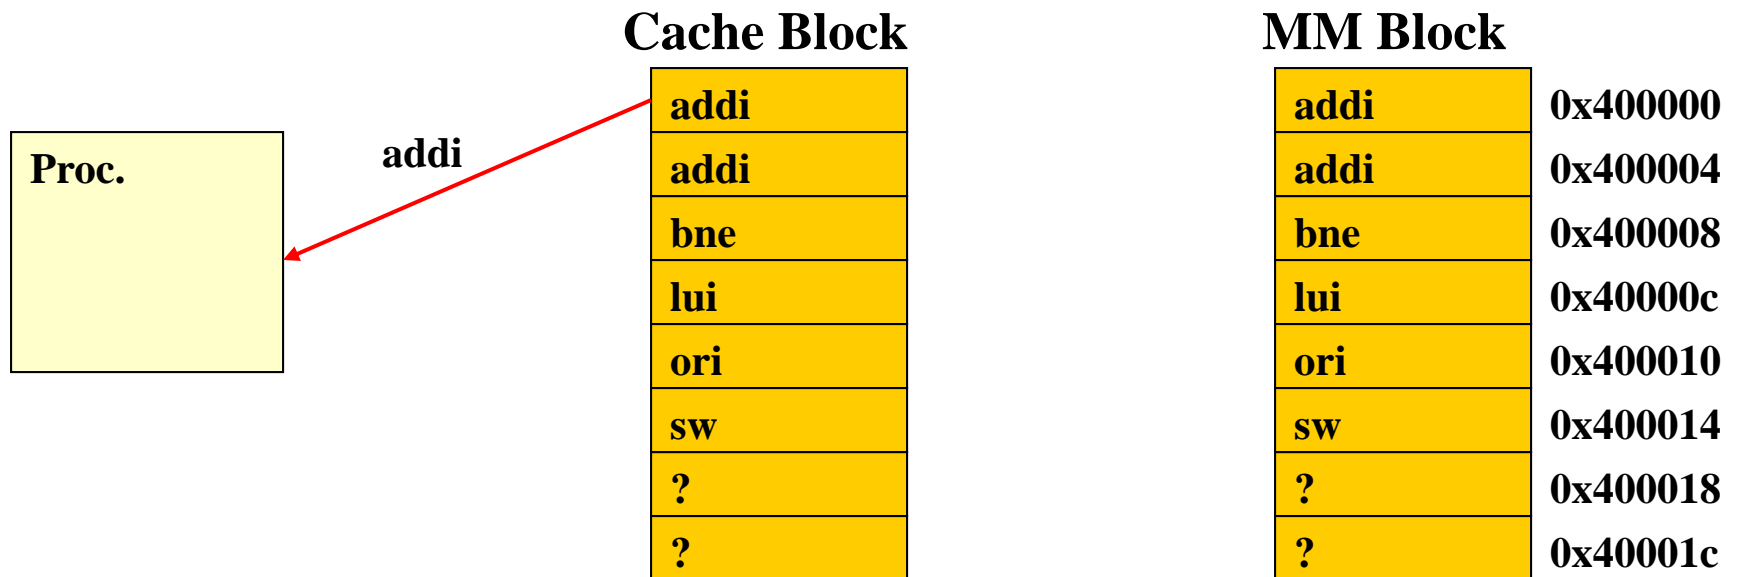 Cache Block MM Block
addi addi 0x400000
Proc. addi addi addi 0x400004
bne bne 0x400008
lui lui 0x40000c
ori ori 0x400010
sw sw 0x400014
? ? 0x400018
? ? 0x40001c